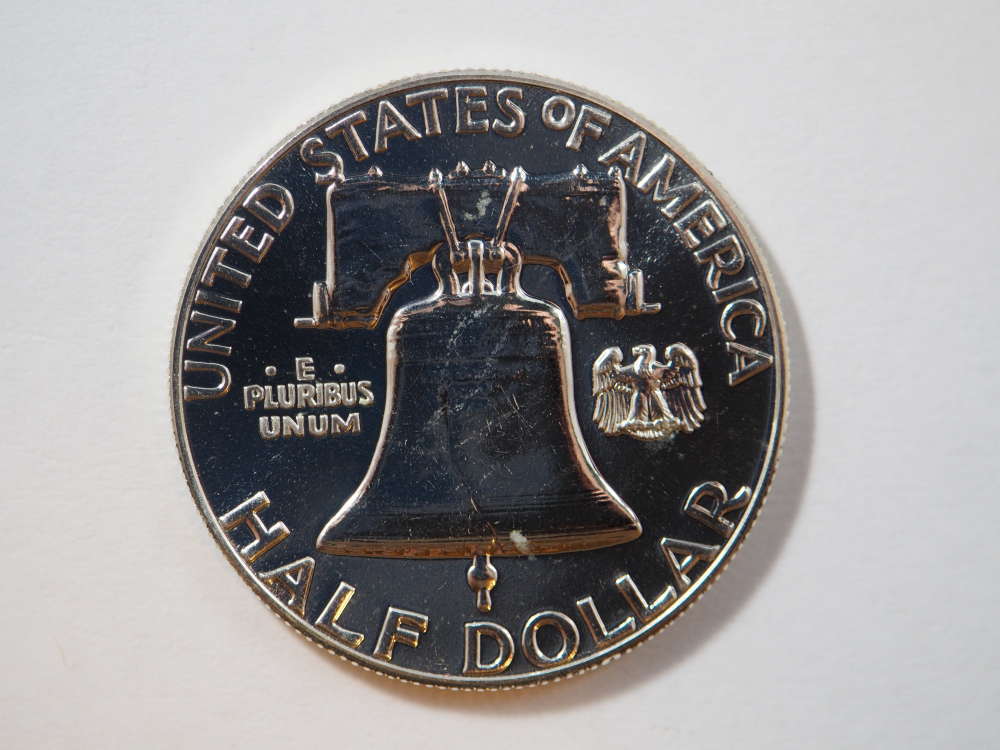 UNITED STATES OF AMERICA
· E ·
PLURIBUS
UNUM
HALF DOLLAR